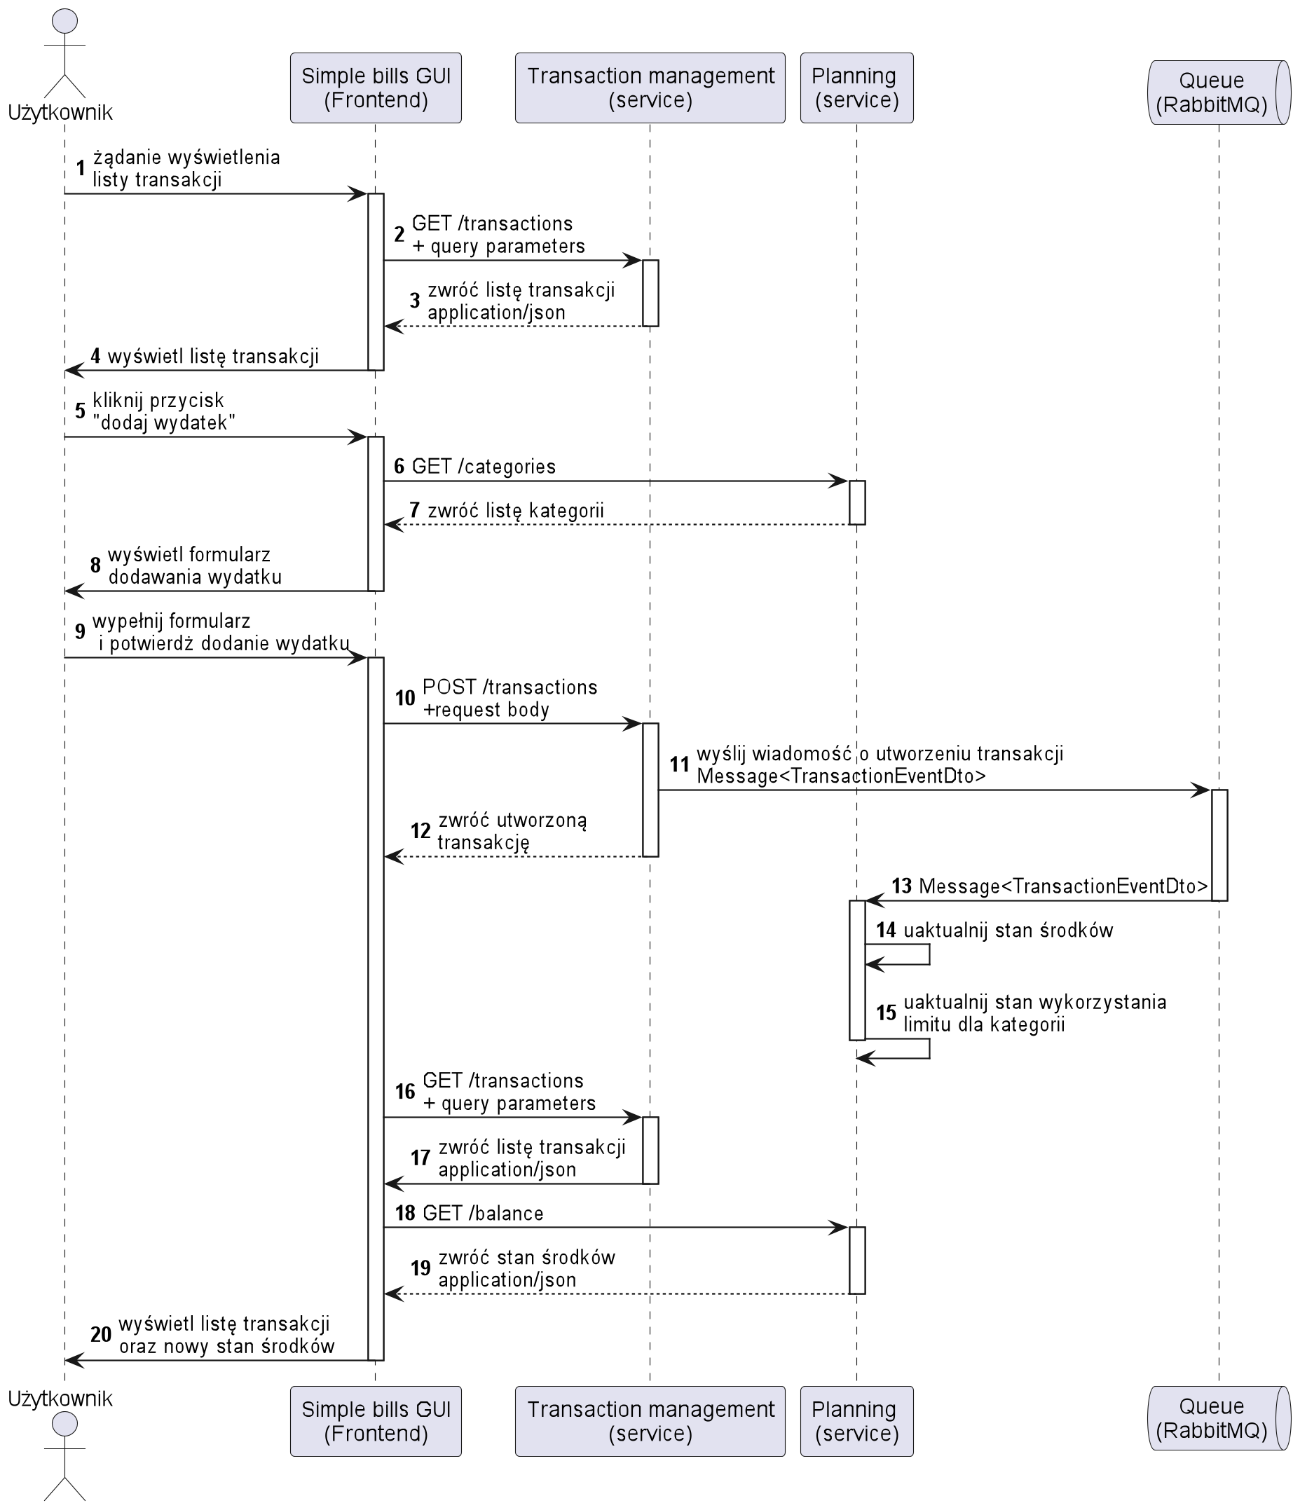 Użytkownik
Simple bills GUI
(Frontend)
Transaction management
(service)
Planning
(service)
Queue
(RabbitMQ)
1 żądanie wyświetlenia
listy transakcji
2 GET /transactions
+ query parameters
3 zwróć listę transakcji
application/json
4 wyświetl listę transakcji
5 kliknij przycisk
"dodaj wydatek"
6 GET /categories
7 zwróć listę kategorii
8 wyświetl formularz
dodawania wydatku
9 wypełnij formularz
i potwierdż dodanie wydatku
10 POST /transactions
+request body
11 wyślij wiadomość o utworzeniu transakcji
Message<TransactionEventDto>
12 zwróć utworzoną
transakcję
13 Message<TransactionEventDto>
14 uaktualnij stan środków
15 uaktualnij stan wykorzystania
limitu dla kategorii
16 GET /transactions
+ query parameters
17 zwróć listę transakcji
application/json
18 GET /balance
19 zwróć stan środków
application/json
20 wyświetl listę transakcji
oraz nowy stan środków
Użytkownik
Simple bills GUI
(Frontend)
Transaction management
(service)
Planning
(service)
Queue
(RabbitMQ)